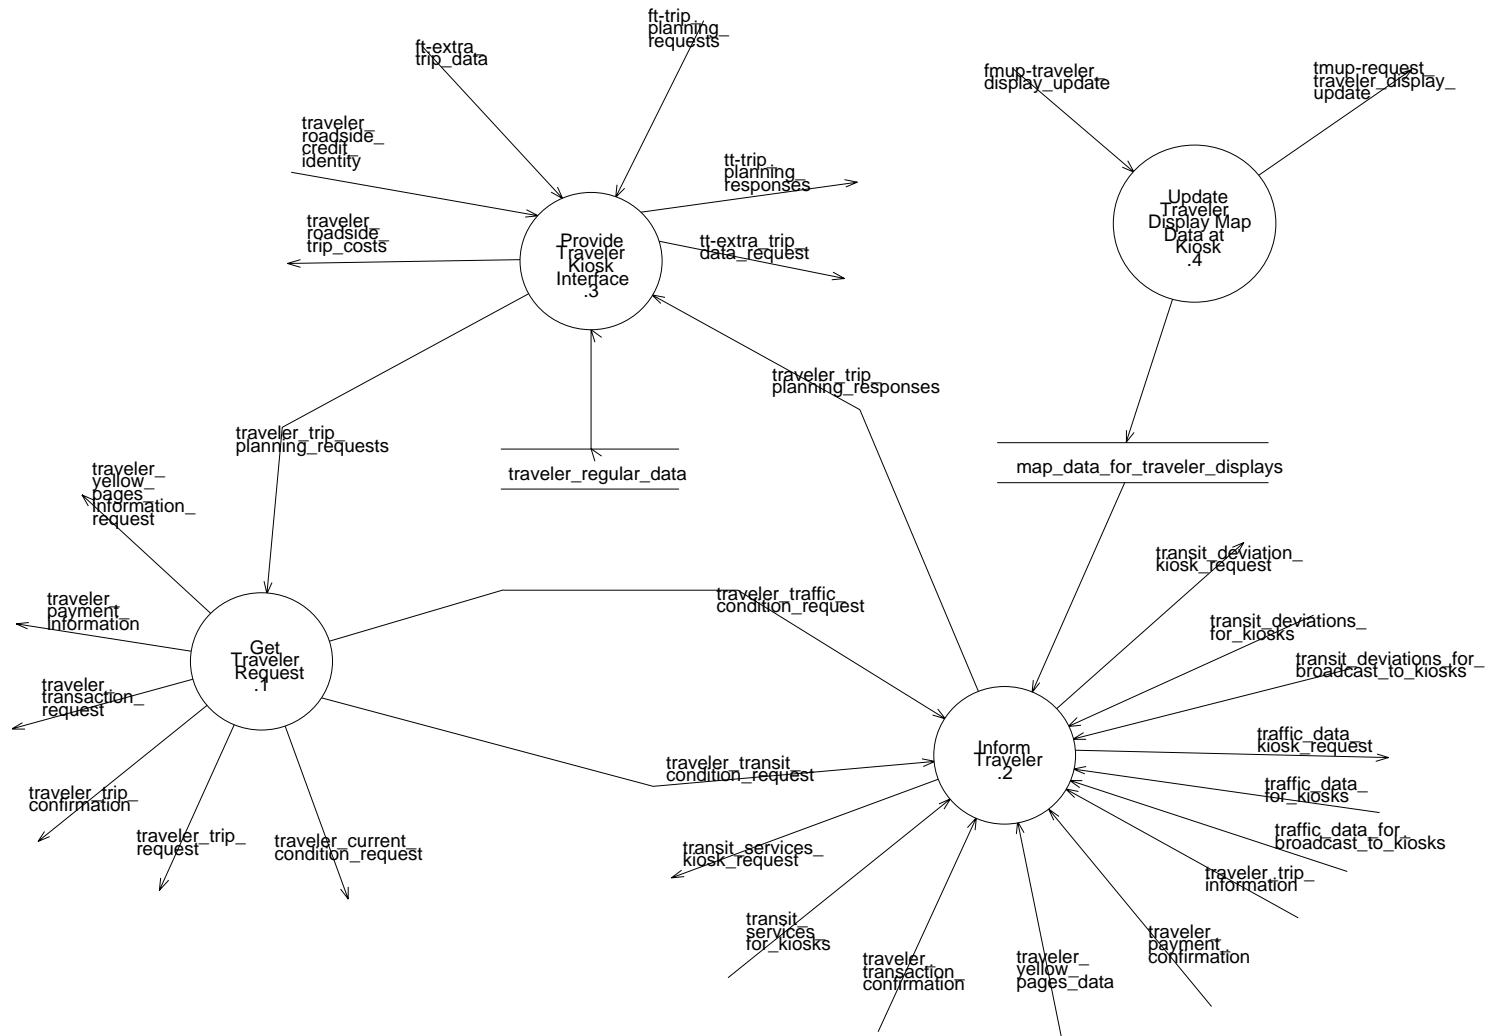 ft-trip_
planning_
requests
ft-extra_
trip_data
fmup-traveler_
display_update
tmup-request_
traveler_display_
update
traveler_
roadside_
credit_
identity
tt-trip_
planning_
responses
traveler_
roadside_
trip_costs
Provide
Traveler
Kiosk
Interface
.3
tt-extra_trip_
data_request
Update
Traveler
Display Map
Data at
Kiosk
.4
traveler_trip_
planning_responses
traveler_trip_
planning_requests
traveler_regular_data
map_data_for_traveler_displays
traveler_
yellow_
pages_
information_
request
transit_deviation_
kiosk_request
traveler_
payment_
information
traveler_traffic_
condition_request
transit_deviations_
for_kiosks
Get
Traveler
Request
.1
transit_deviations_for_
broadcast_to_kiosks
traveler_
transaction_
request
Inform
Traveler
.2
traffic_data_
kiosk_request
traveler_transit_
condition_request
traffic_data_
for_kiosks
traveler_trip_
confirmation
traveler_trip_
request
traveler_current_
condition_request
transit_services_
kiosk_request
traffic_data_for_
broadcast_to_kiosks
traveler_trip_
information
transit_
services_
for_kiosks
traveler_
transaction_
confirmation
traveler_
yellow_
pages_data
traveler_
payment_
confirmation